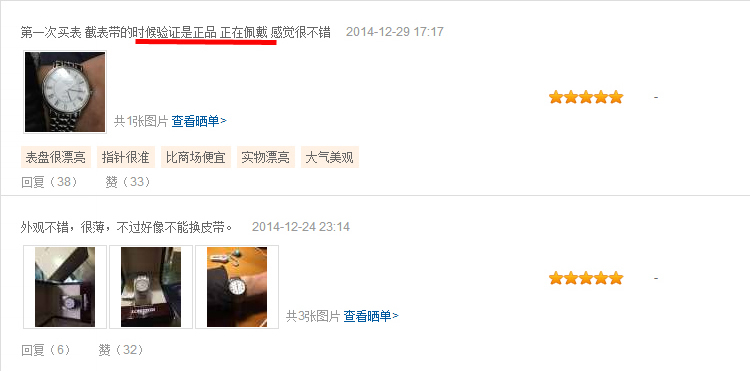 第一次买表 截表带的时候验证是正品 正在佩戴 感觉很不错 2014-12-29 17:17
共1张图片 查看晒单>
-
表盘很漂亮 指针很准 比商场便宜 实物漂亮 大气美观
回复（38） 赞（33）
外观不错，很薄，不过好像不能换皮带。 2014-12-24 23:14
共3张图片 查看晒单>
-
回复（6） 赞（32）